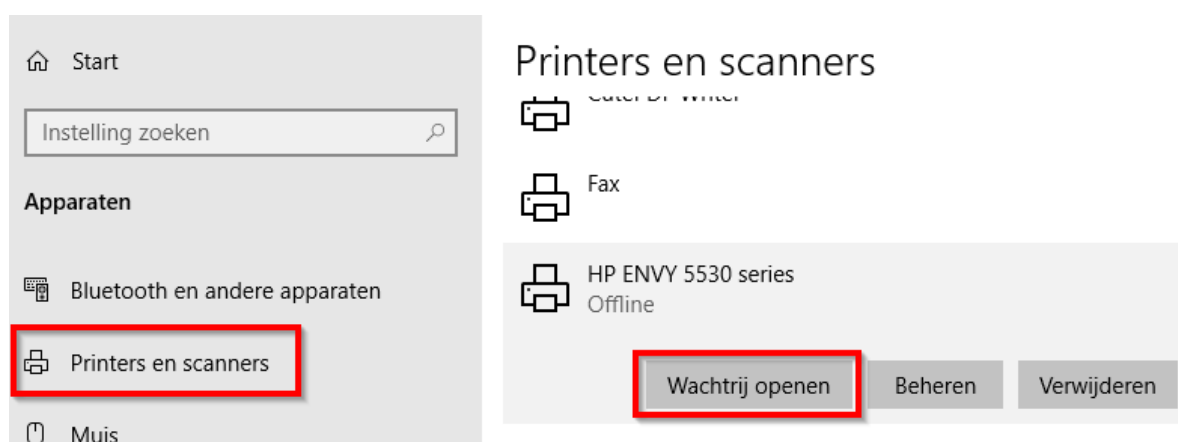 Start
Instelling zoeken
Apparaten
Bluetooth en andere apparaten
Printers en scanners
Muis
Printers en scanners
Writer
Fax
HP ENVY 5530 series
Offline
Wachtrij openen
Beheren
Verwijderen